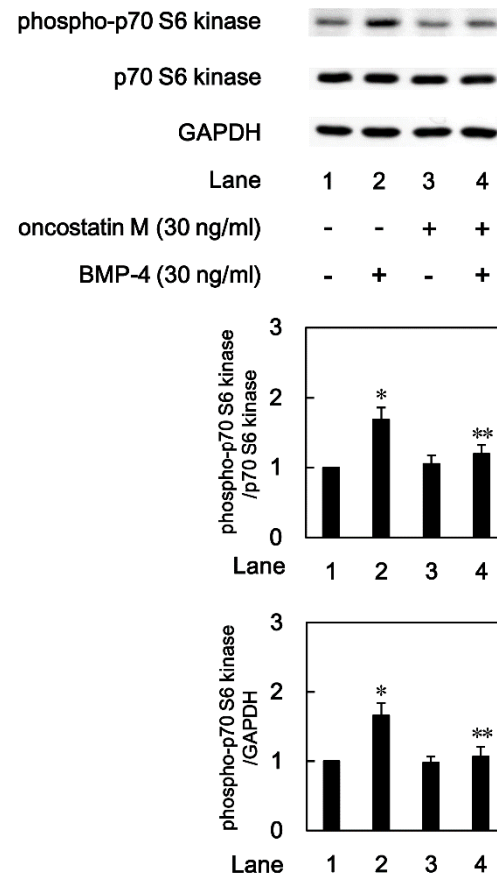 phospho-p70 S6 kinase
p70 S6 kinase
GAPDH
Lane 1 2 3 4
oncostatin M (30 ng/ml) - - + +
BMP-4 (30 ng/ml) - + - +
phospho-p70 S6 kinase
/p70 S6 kinase
3
2
1
0
* **
Lane 1 2 3 4
phospho-p70 S6 kinase
/GAPDH
3
2
1
0
* **
Lane 1 2 3 4